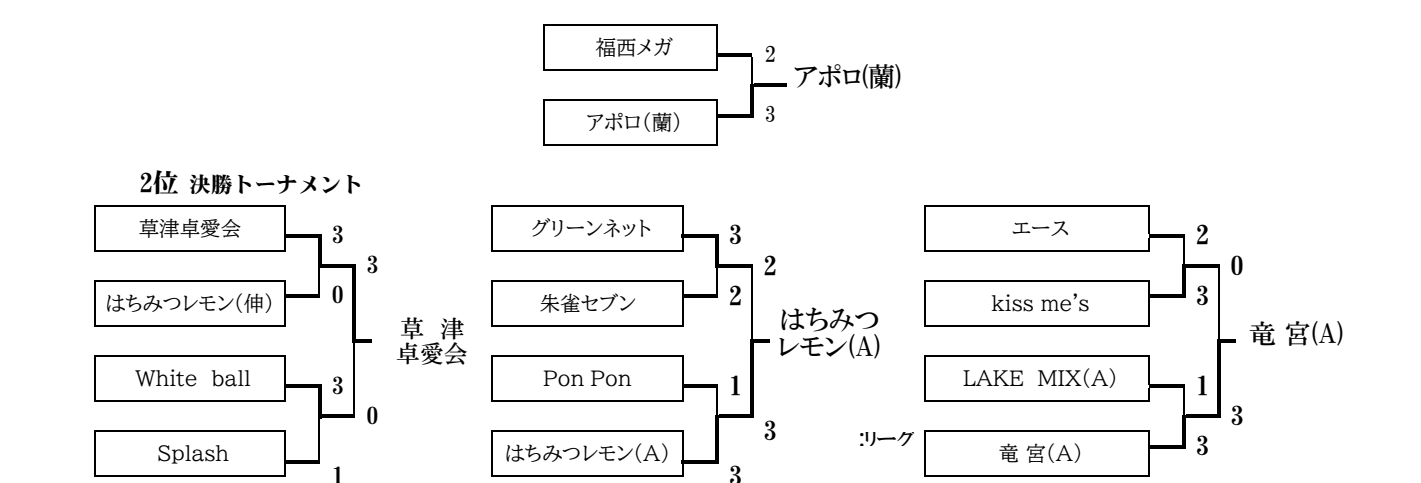 福西メガ
2
アポロ(蘭)
アポロ(蘭)
3
2位 決勝トーナメント
草津卓愛会
3
3
はちみつレモン(伸)
0
草 津
卓愛会
White ball
3
0
Splash
1
グリーンネット
3
2
朱雀セブン
2
はちみつ
レモン(A)
Pon Pon
1
3
はちみつレモン(A)
3
エース
2
0
kiss me's
3
竜 宮(A)
LAKE MIX(A)
1
3
:リーグ
竜 宮(A)
3